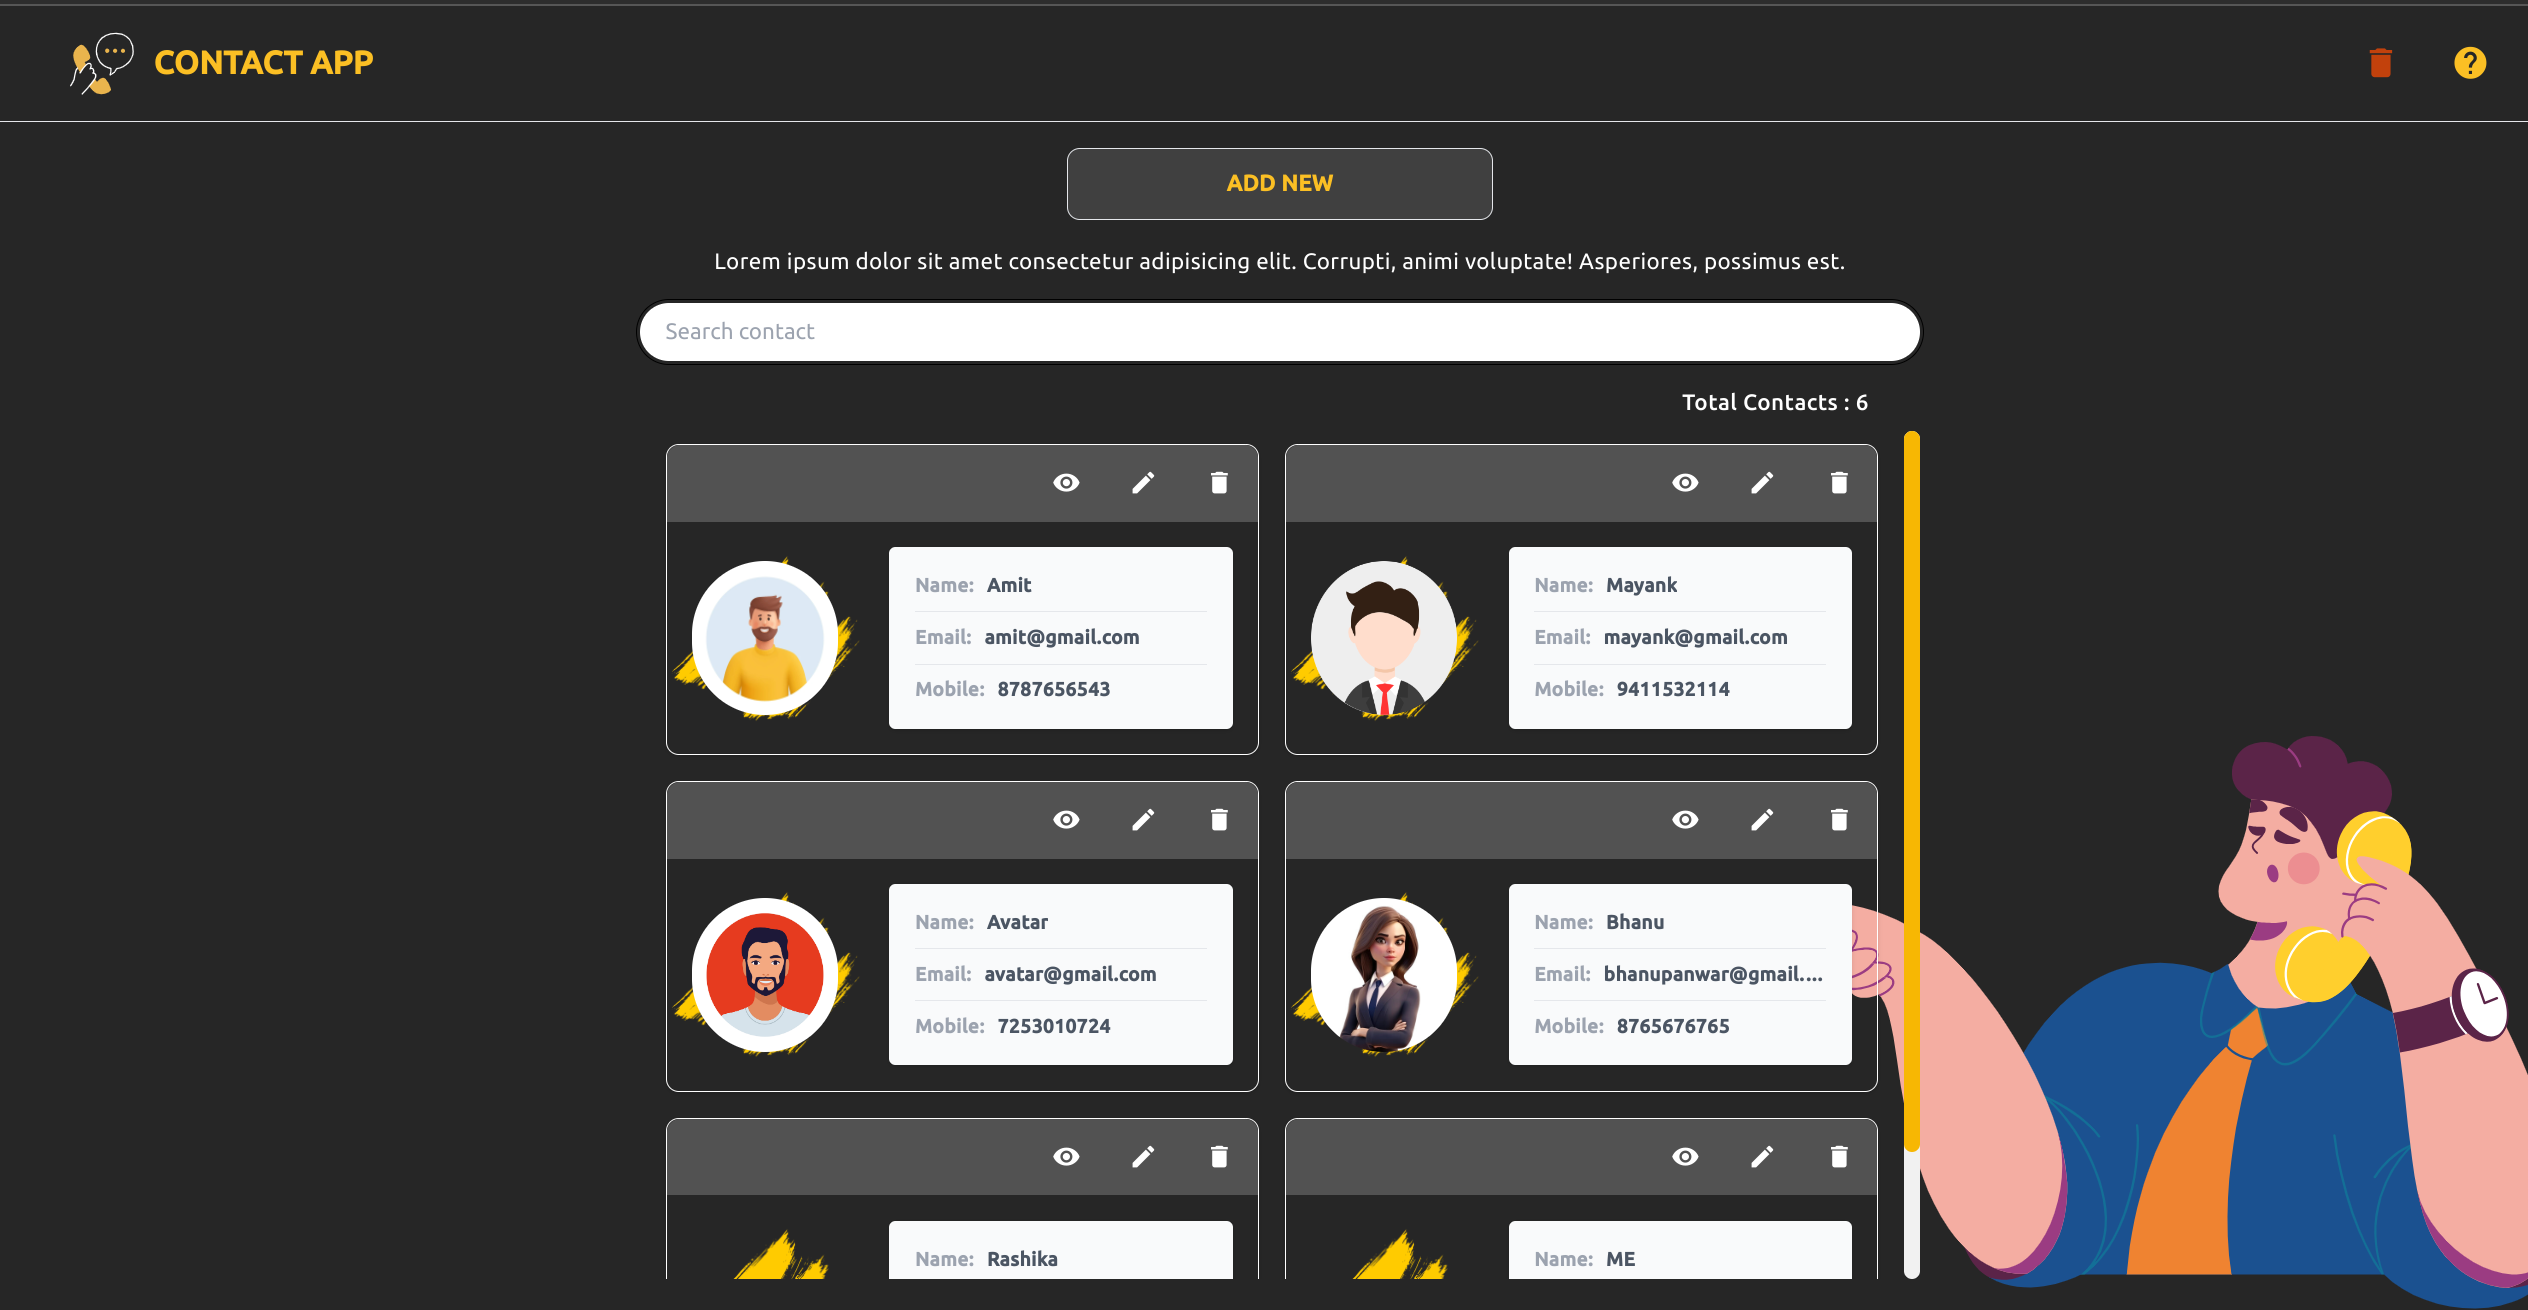 CONTACT APP
ADD NEW
Lorem ipsum dolor sit amet consectetur adipisicing elit. Corrupti, animi voluptate! Asperiores, possimus est.
Search contact
Total Contacts : 6
Name: Amit
Email: amit@gmail.com
Mobile: 8787656543
Name: Mayank
Email: mayank@gmail.com
Mobile: 9411532114
Name: Avatar
Email: avatar@gmail.com
Mobile: 7253010724
Name: Bhanu
Email: bhanupanwar@gmail....
Mobile: 8765676765
Name: Rashika
Name: ME